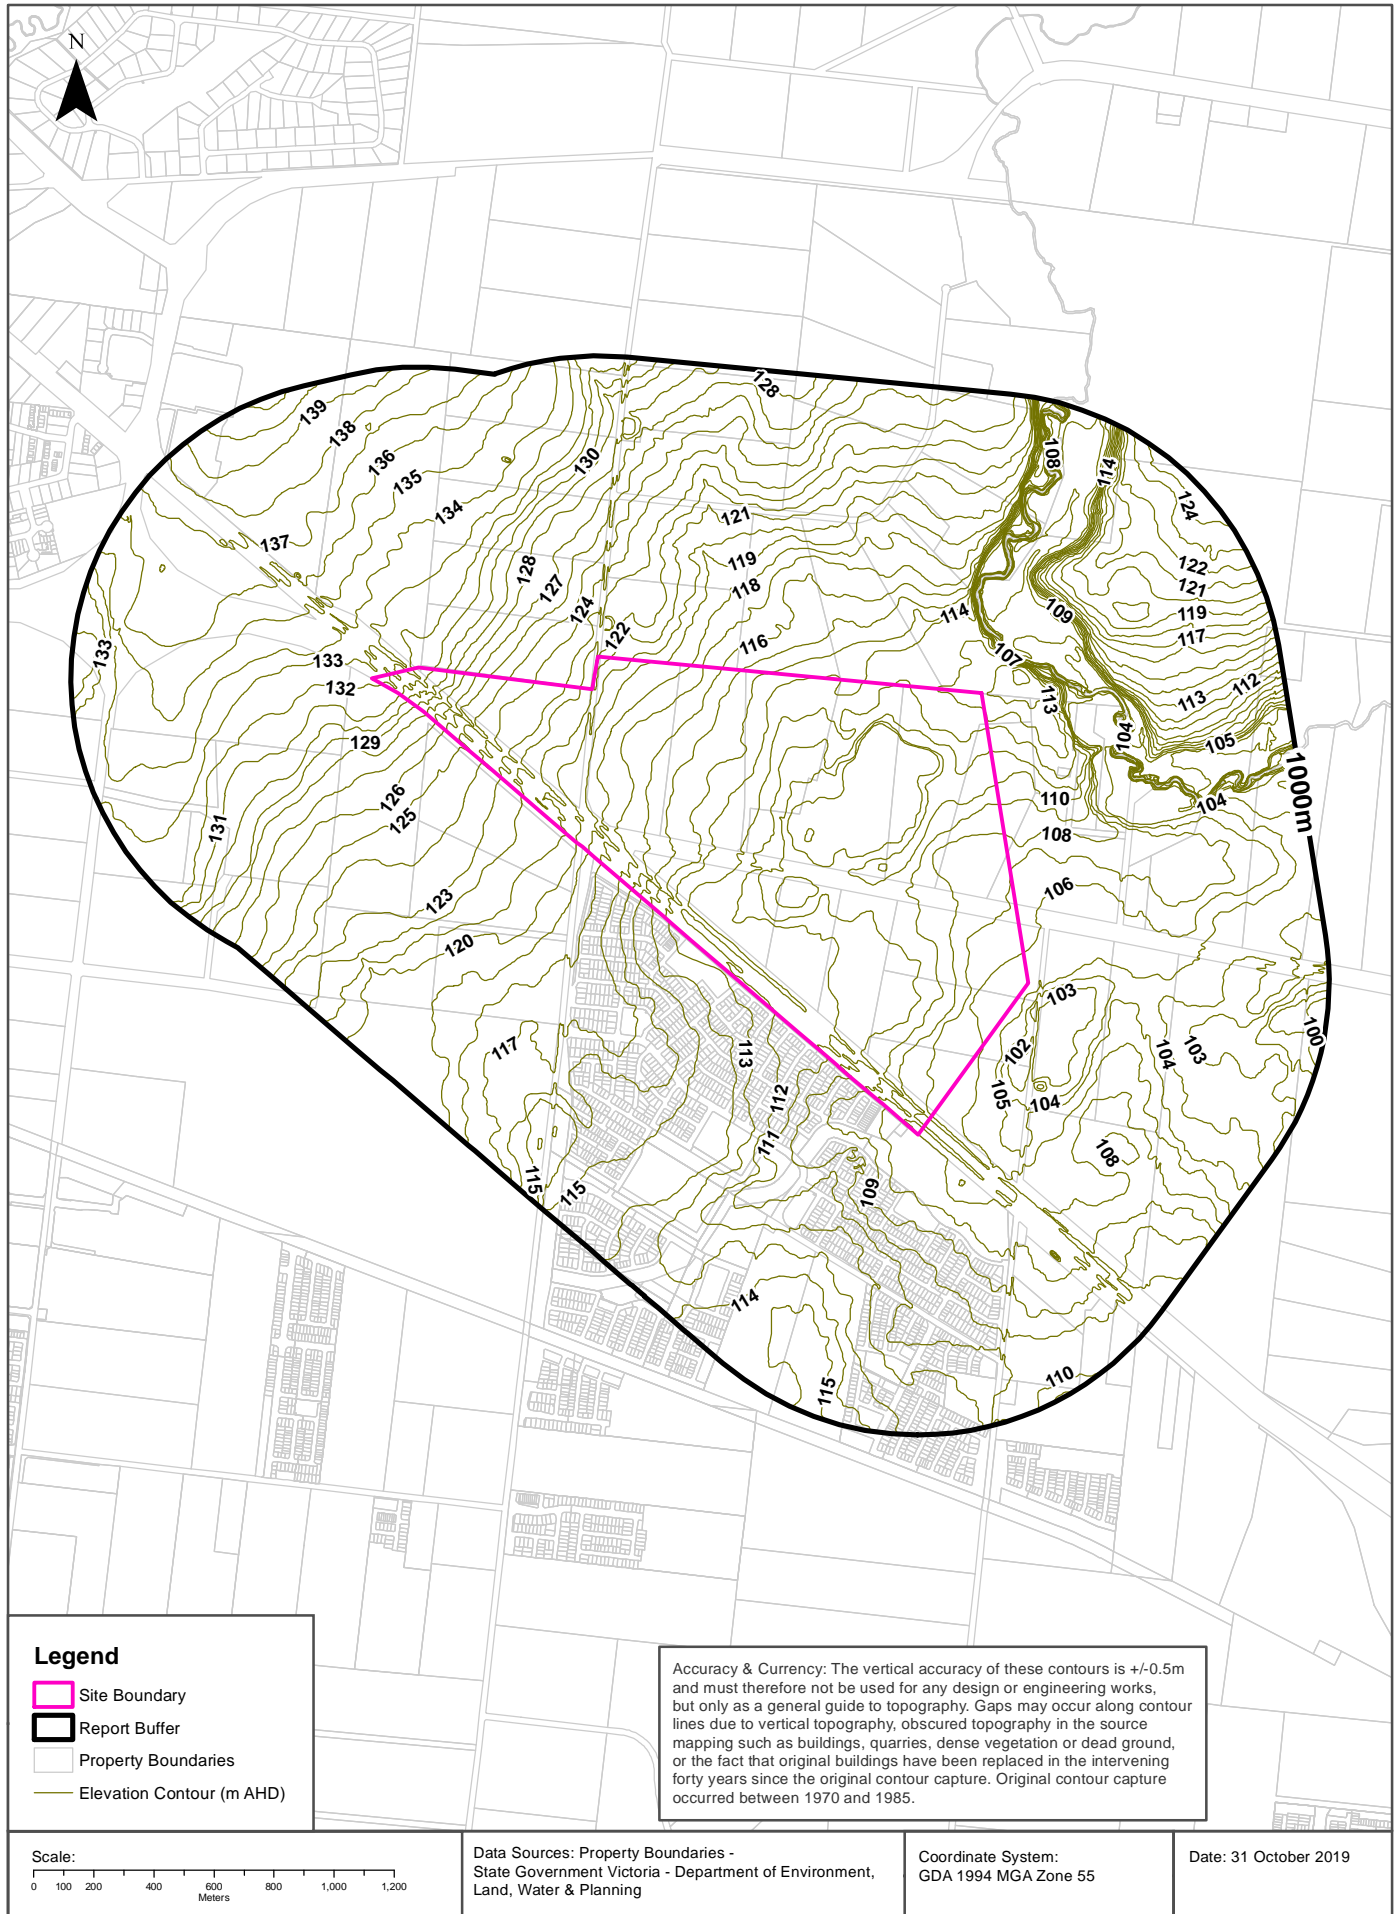 N
128
139
138
136
135
134
130
108
114
124
121
119
118
128
127
124
122
116
114
109
107
122
121
119
117
137
133
133
132
129
126
125
131
123
120
113
113
112
104
105
104
110
108
106
1000m
103
102
105
104
104
103
100
108
117
113
112
111
109
115
115
114
115
110
Legend
Site Boundary
Report Buffer
Property Boundaries
Elevation Contour (m AHD)
Accuracy & Currency: The vertical accuracy of these contours is +/-0.5m
and must therefore not be used for any design or engineering works,
but only as a general guide to topography. Gaps may occur along contour
lines due to vertical topography, obscured topography in the source
mapping such as buildings, quarries, dense vegetation or dead ground,
or the fact that original buildings have been replaced in the intervening
forty years since the original contour capture. Original contour capture
occurred between 1970 and 1985.
Scale:
0 100 200 400 600 800 1,000 1,200
Meters
Data Sources: Property Boundaries -
State Government Victoria - Department of Environment,
Land, Water & Planning
Coordinate System:
GDA 1994 MGA Zone 55
Date: 31 October 2019